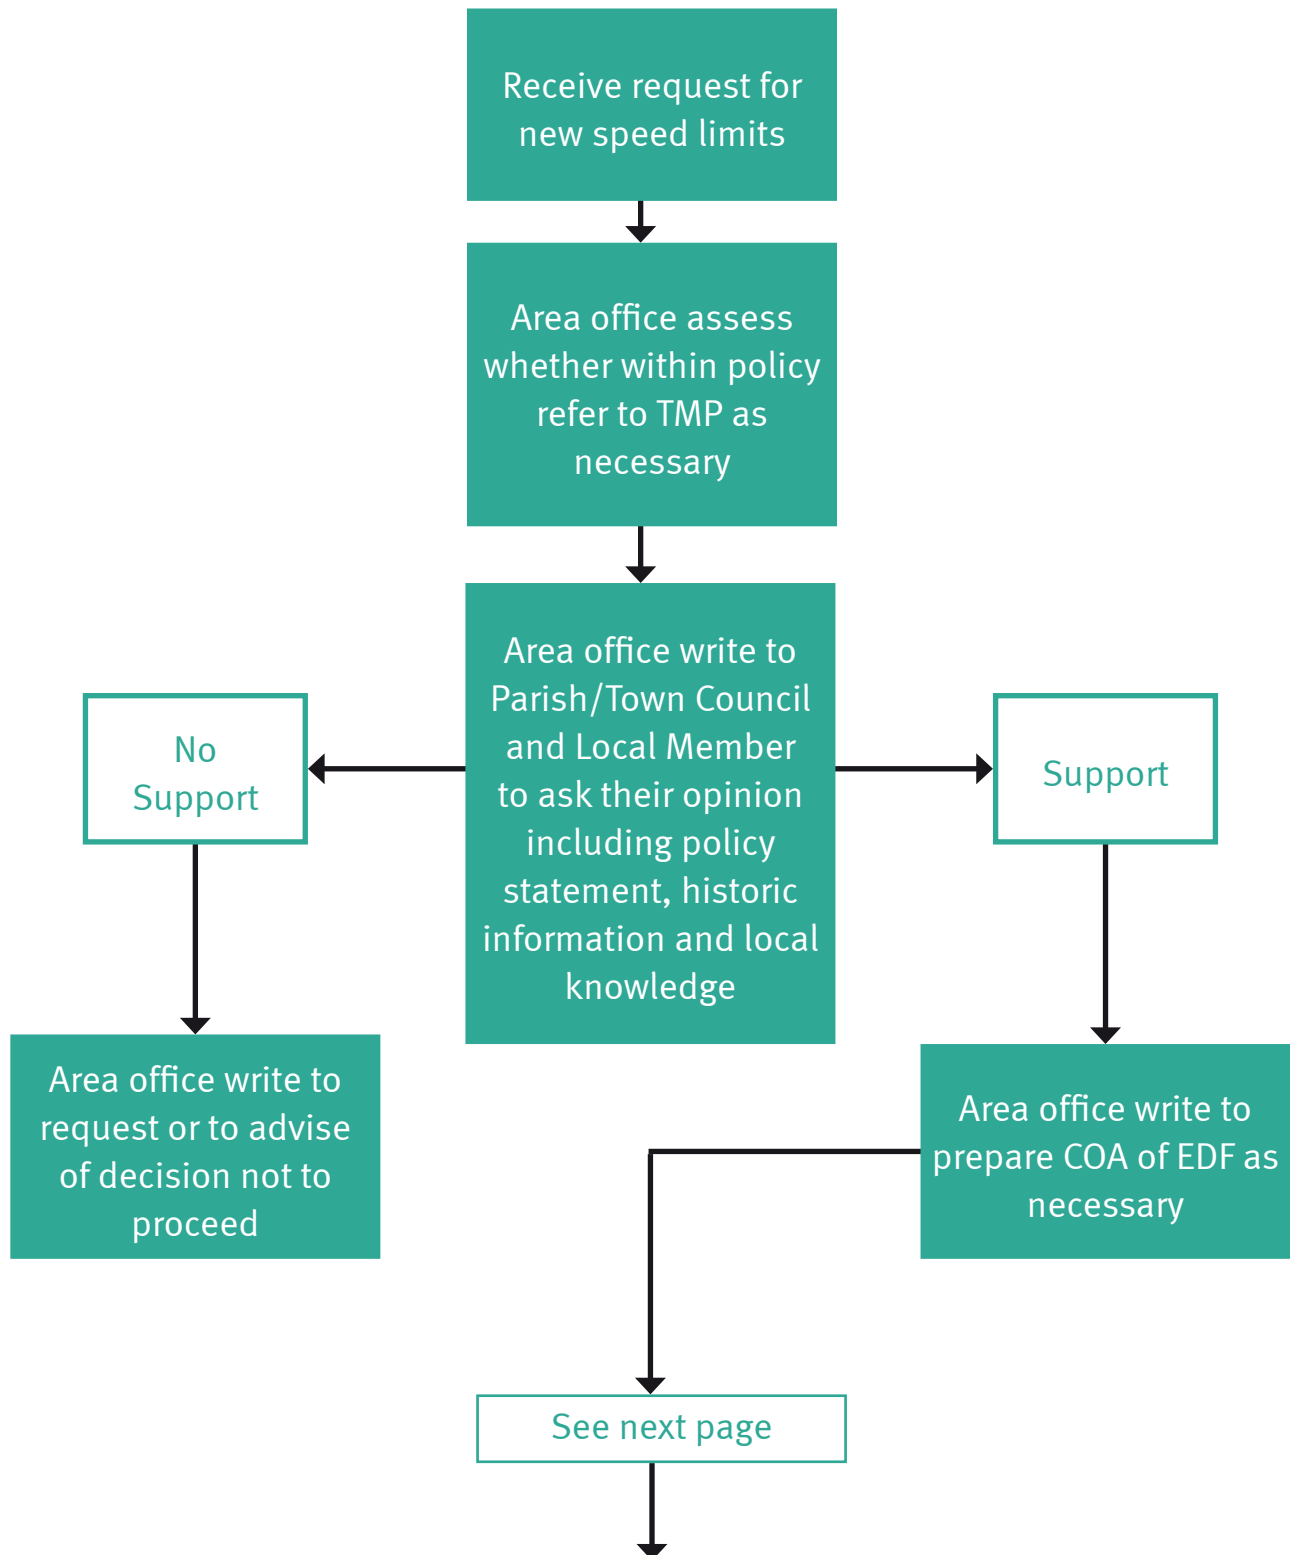 Receive request for
new speed limits
Area office assess
whether within policy
refer to TMP as
necessary
Area office write to
Parish/Town Council
and Local Member
to ask their opinion
including policy
statement, historic
information and local
knowledge
No
Support
Support
Area office write to
request or to advise
of decision not to
proceed
Area office write to
prepare COA of EDF as
necessary
See next page